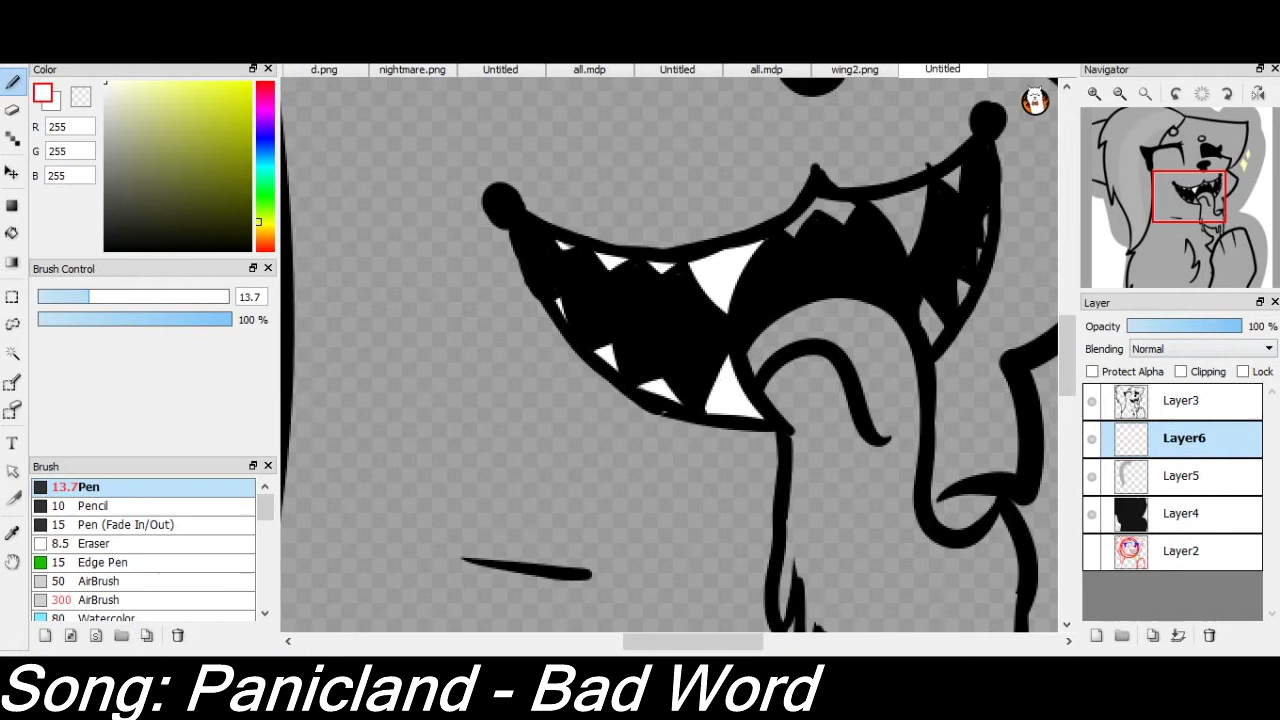 Color
d.png
nightmare.png
Untitled
all.mdp
Untitled
all.mdp
wing2.png
Untitled
Navigator
R 255
G 255
B 255
Brush Control
13.7
100 %
Layer
Opacity 100 %
Blending Normal
Protect Alpha Clipping Lock
Layer3
Layer6
Layer5
Layer4
Layer2
Brush
13.7 Pen
10 Pencil
15 Pen (Fade In/Out)
8.5 Eraser
15 Edge Pen
50 AirBrush
300 AirBrush
80 Watercolor
T
Song: Panicland - Bad Word